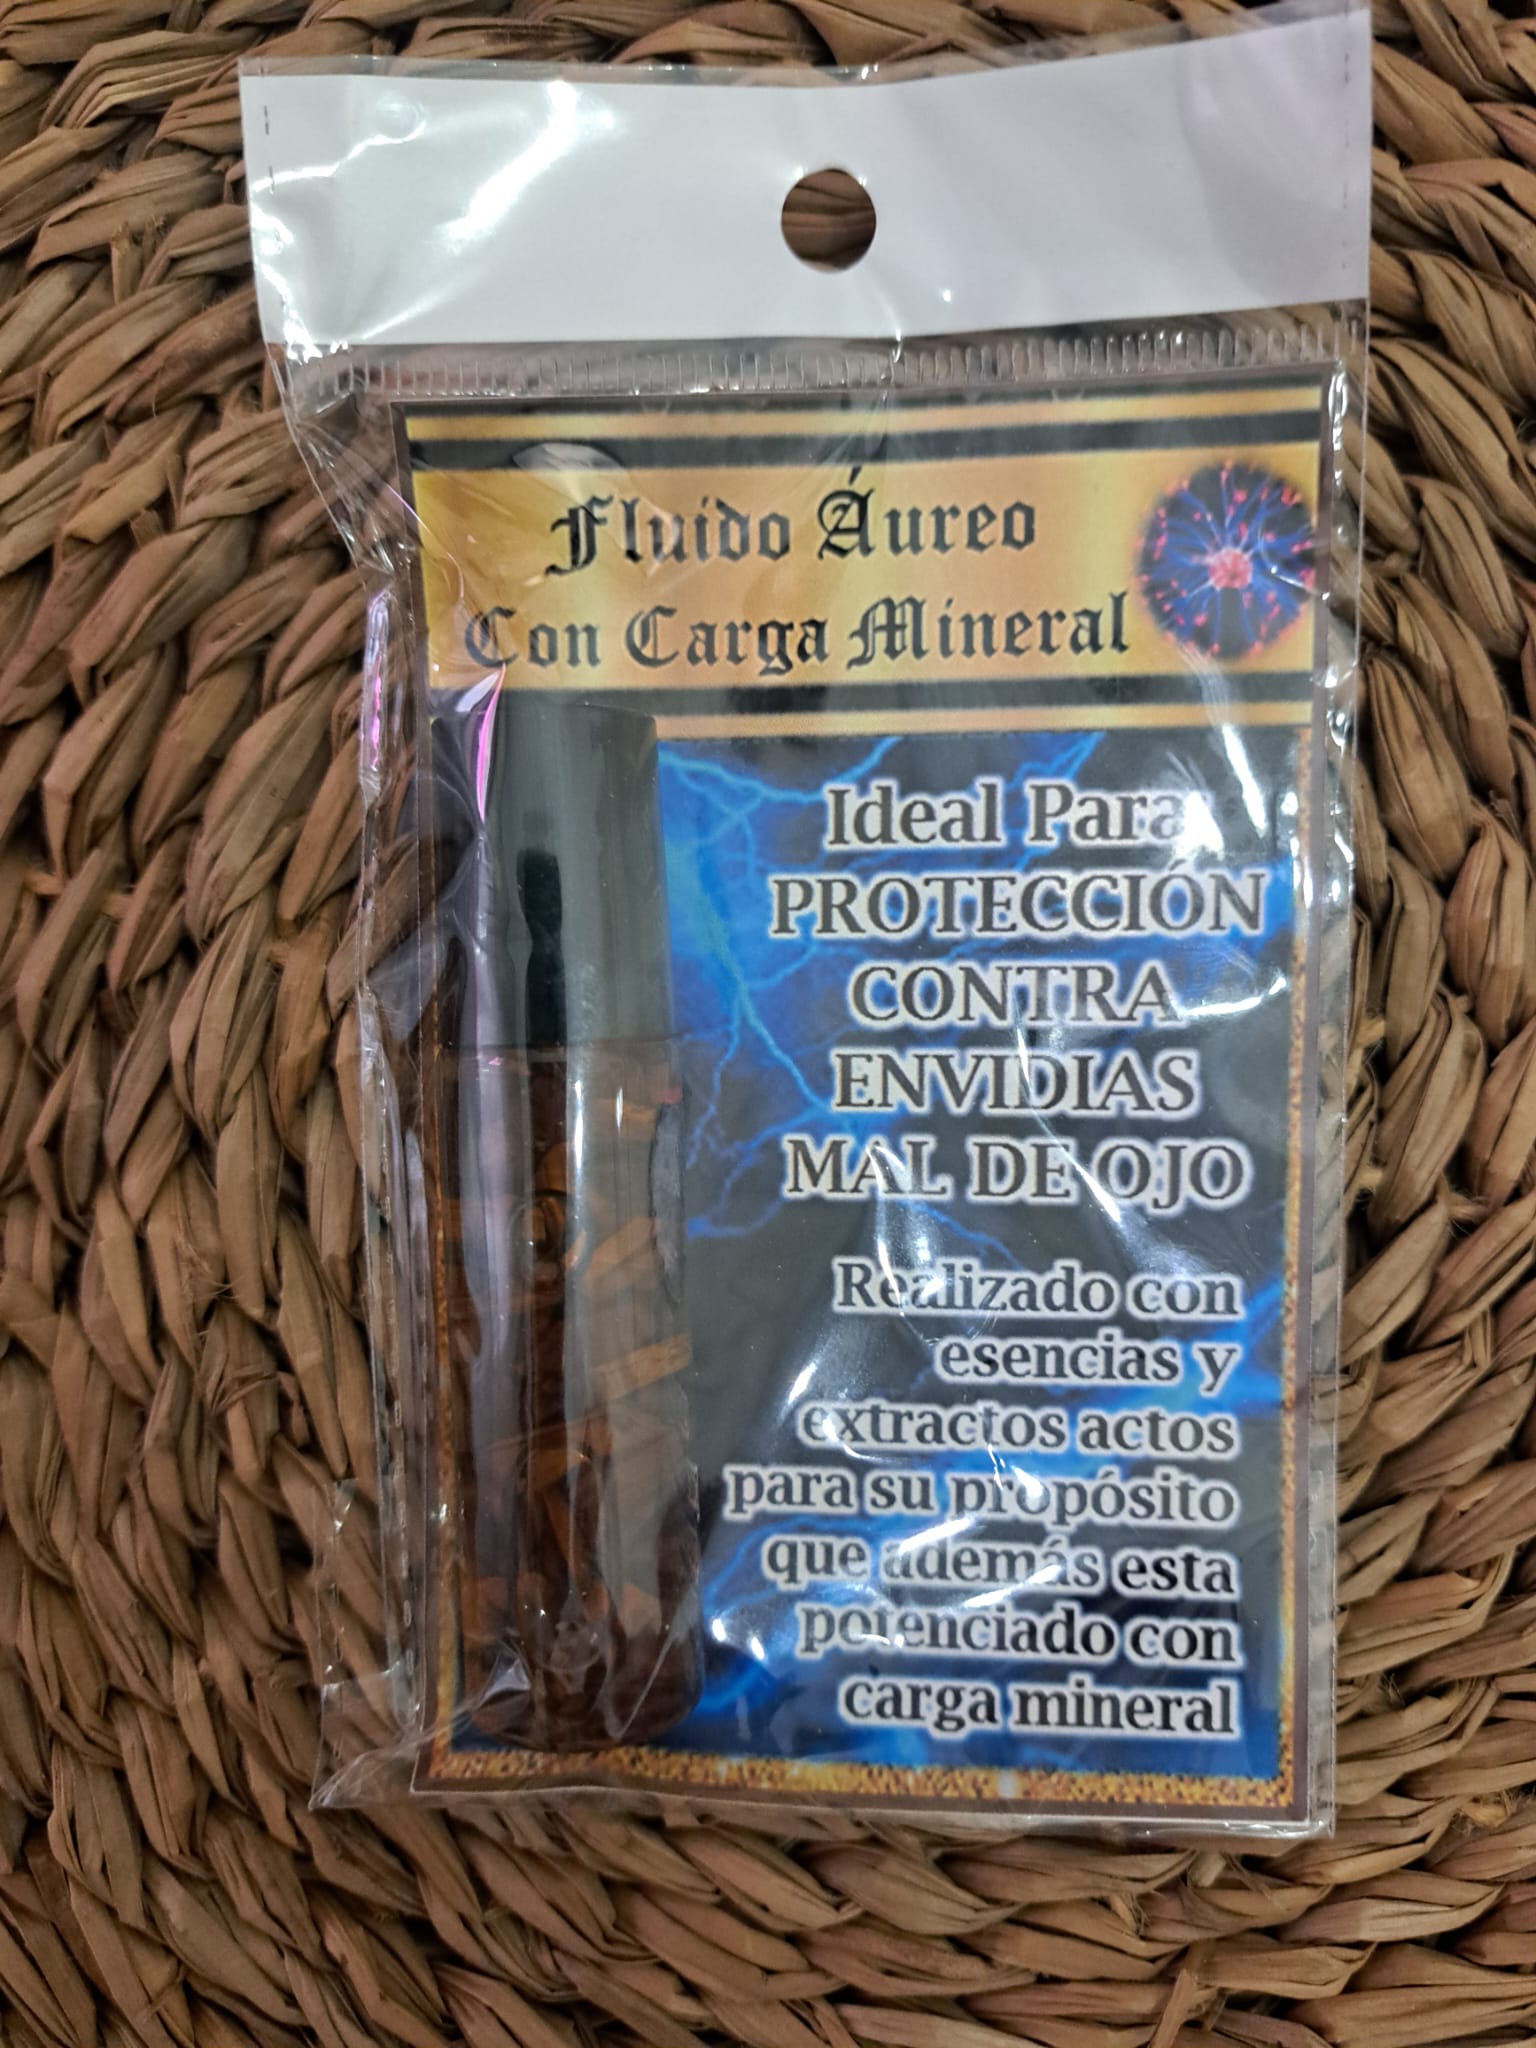 Fluido Áureo
Con Carga Mineral
Ideal Para
PROTECCIÓN
CONTRA
ENVIDIAS
MAL DE OJO
Realizado con
esencias y
extractos actos
para su propósito
que además esta
potenciado con
carga mineral